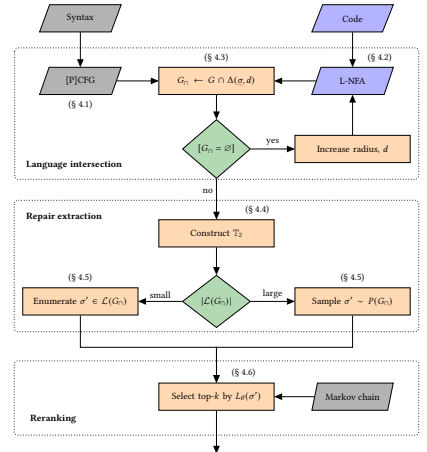 Syntax
Code
(§ 4.3)
(§ 4.2)
[P]CFG
G∩ ← G ∩ Δ(σ, d)
L-NFA
(§ 4.1)
[G∩ = ∅]
yes
Increase radius, d
Language intersection
no
Repair extraction
(§ 4.4)
Construct 𝕋₂
(§ 4.5)
(§ 4.5)
Enumerate σ′ ∈ ℒ(G∩)
small
|ℒ(G∩)|
large
Sample σ′ ∼ P(G∩)
(§ 4.6)
Select top-k by Lθ(σ′)
Markov chain
Reranking